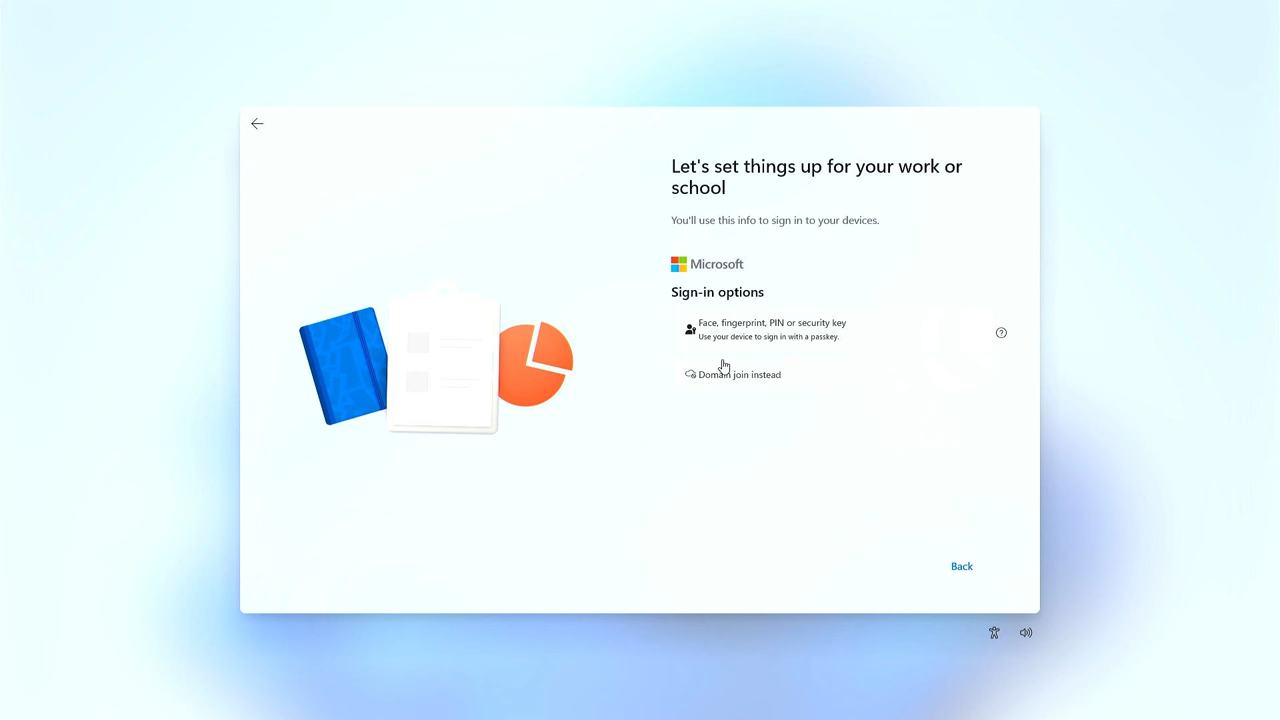 Let's set things up for your work or
school
You'll use this info to sign in to your devices.
Microsoft
Sign-in options
Face, fingerprint, PIN or security key
Use your device to sign in with a passkey.
Domain join instead
Back